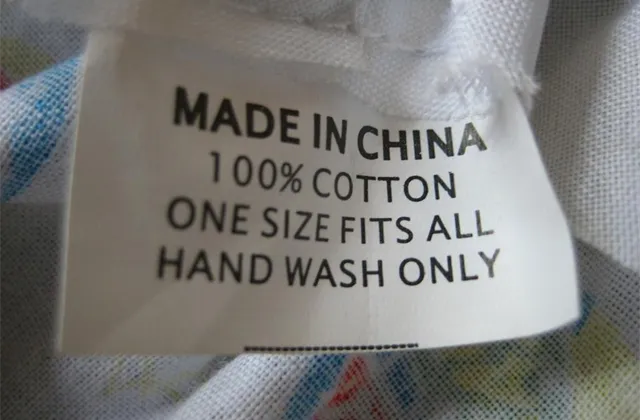 MADE IN CHINA
100% COTTON
ONE SIZE FITS ALL
HAND WASH ONLY